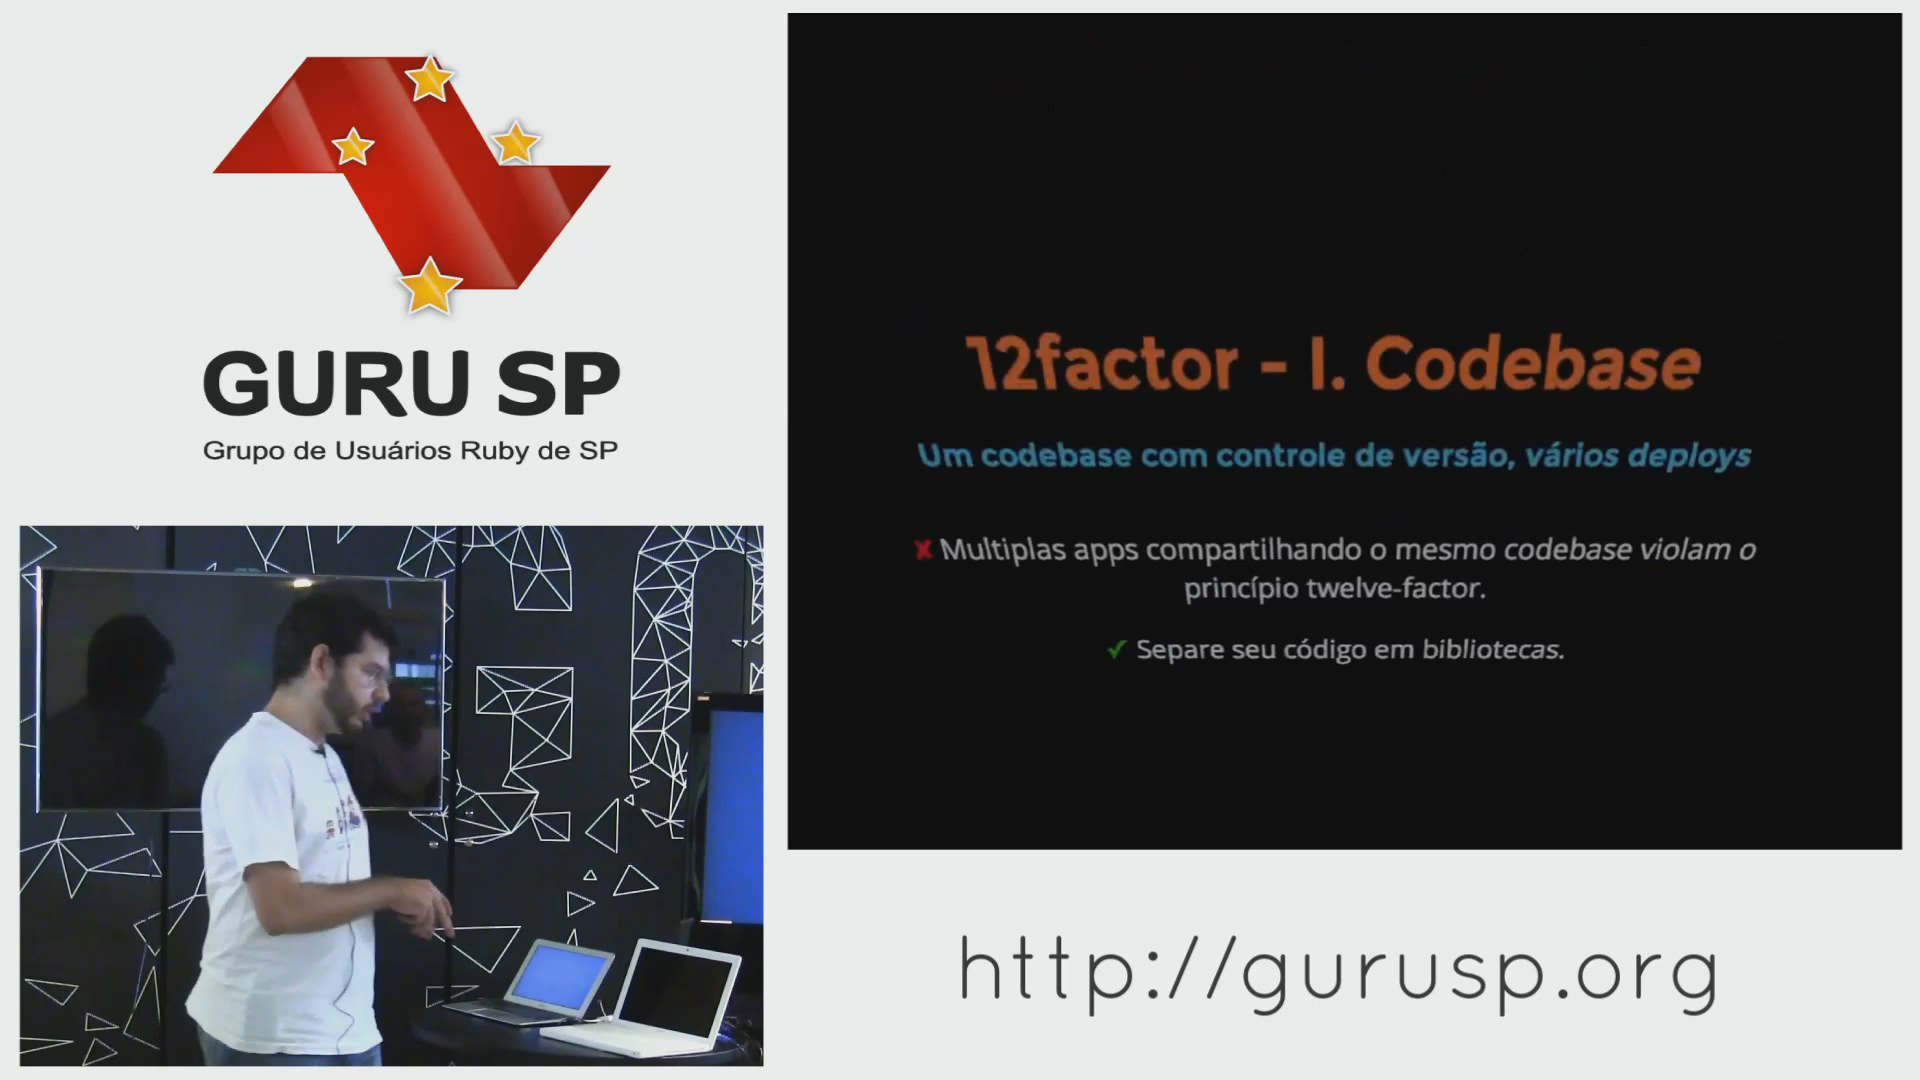 GURU SP
Grupo de Usuários Ruby de SP
12factor - I. Codebase
Um codebase com controle de versão, vários deploys
✘ Multiplas apps compartilhando o mesmo codebase violam o
princípio twelve-factor.
✓ Separe seu código em bibliotecas.
http://gurusp.org